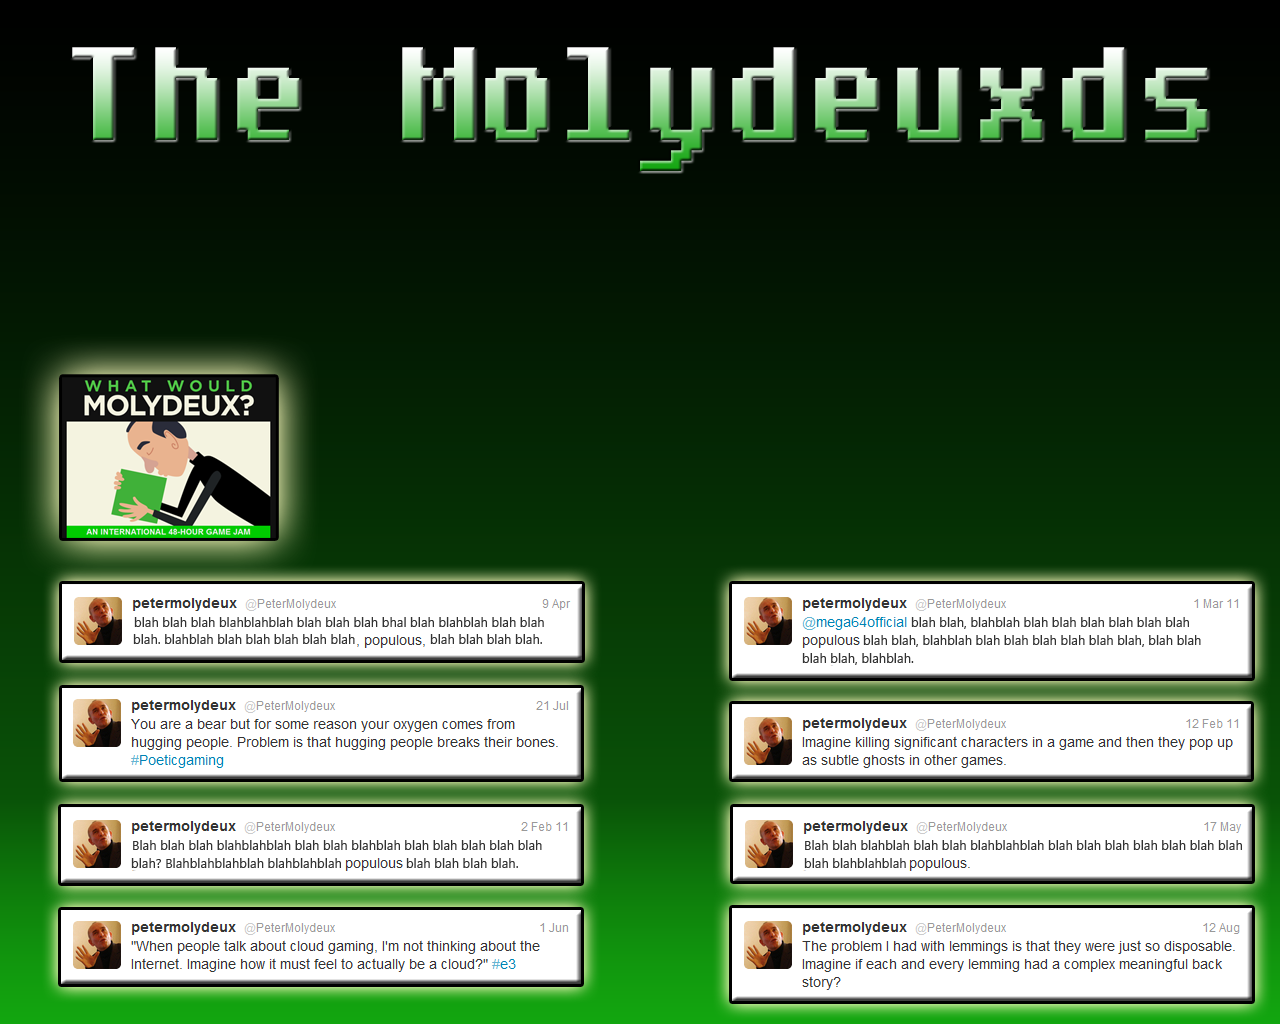 The Molydeuxds
WHAT WOULD
MOLYDEUX?
AN INTERNATIONAL 48-HOUR GAME JAM
petermolydeux @PeterMolydeux 9 Apr
blah blah blah blahblahblah blah blah blah bhal blah blahblah blah blah
blah. blahblah blah blah blah blah blah, populous, blah blah blah blah.
petermolydeux @PeterMolydeux 21 Jul
You are a bear but for some reason your oxygen comes from
hugging people. Problem is that hugging people breaks their bones.
#Poeticgaming
petermolydeux @PeterMolydeux 2 Feb 11
Blah blah blah blahblahblah blah blah blahblah blah blah blah blah blah
blah? Blahblahblahblah blahblahblah populous blah blah blah blah.
petermolydeux @PeterMolydeux 1 Jun
"When people talk about cloud gaming, I'm not thinking about the
Internet. Imagine how it must feel to actually be a cloud?" #e3
petermolydeux @PeterMolydeux 1 Mar 11
@mega64official blah blah, blahblah blah blah blah blah blah blah
populous blah blah, blahblah blah blah blah blah blah blah, blah blah
blah blah, blahblah.
petermolydeux @PeterMolydeux 12 Feb 11
Imagine killing significant characters in a game and then they pop up
as subtle ghosts in other games.
petermolydeux @PeterMolydeux 17 May
Blah blah blahblah blah blah blahblahblah blah blah blah blah blah blah blah
blah blahblahblah populous.
petermolydeux @PeterMolydeux 12 Aug
The problem I had with lemmings is that they were just so disposable.
Imagine if each and every lemming had a complex meaningful back
story?